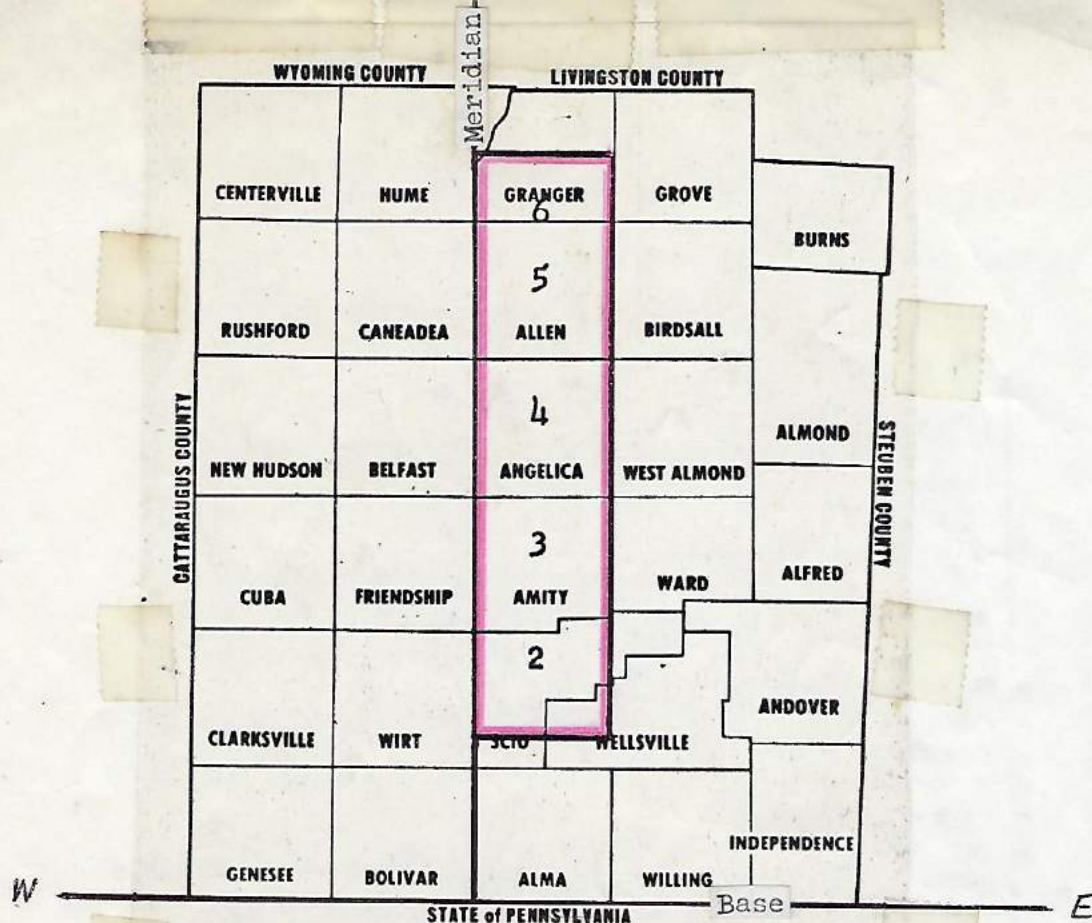 Meridian
WYOMING COUNTY
LIVINGSTON COUNTY
CENTERVILLE
HUME
GRANGER
6
GROVE
BURNS
5
RUSHFORD
CANEADEA
ALLEN
BIRDSALL
CATTARAUGUS COUNTY
4
ALMOND
STEUBEN COUNTY
NEW HUDSON
BELFAST
ANGELICA
WEST ALMOND
3
ALFRED
CUBA
FRIENDSHIP
AMITY
WARD
2
ANDOVER
CLARKSVILLE
WIRT
SCIO
WELLSVILLE
INDEPENDENCE
GENESEE
BOLIVAR
ALMA
WILLING
W
Base
E
STATE of PENNSYLVANIA